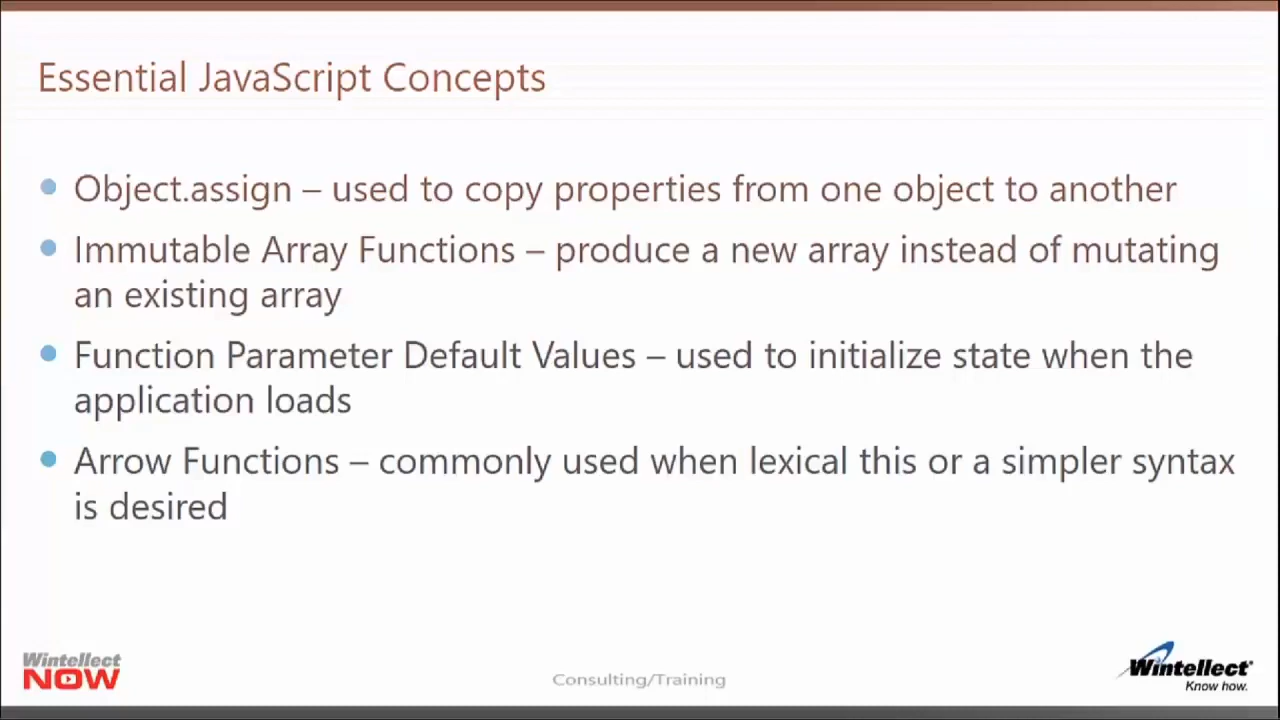 Essential JavaScript Concepts
Object.assign – used to copy properties from one object to another
Immutable Array Functions – produce a new array instead of mutating
an existing array
Function Parameter Default Values – used to initialize state when the
application loads
Arrow Functions – commonly used when lexical this or a simpler syntax
is desired
Wintellect
NOW
Consulting/Training
Wintellect
Know how.